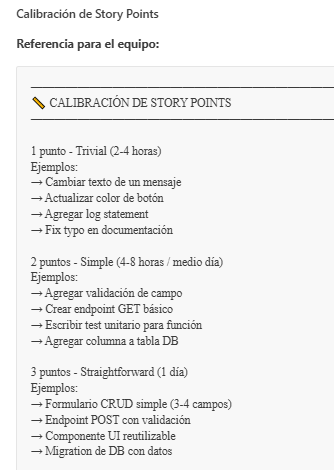 Calibración de Story Points
Referencia para el equipo:
📏 CALIBRACIÓN DE STORY POINTS
1 punto - Trivial (2-4 horas)
Ejemplos:
→ Cambiar texto de un mensaje
→ Actualizar color de botón
→ Agregar log statement
→ Fix typo en documentación
2 puntos - Simple (4-8 horas / medio día)
Ejemplos:
→ Agregar validación de campo
→ Crear endpoint GET básico
→ Escribir test unitario para función
→ Agregar columna a tabla DB
3 puntos - Straightforward (1 día)
Ejemplos:
→ Formulario CRUD simple (3-4 campos)
→ Endpoint POST con validación
→ Componente UI reutilizable
→ Migration de DB con datos